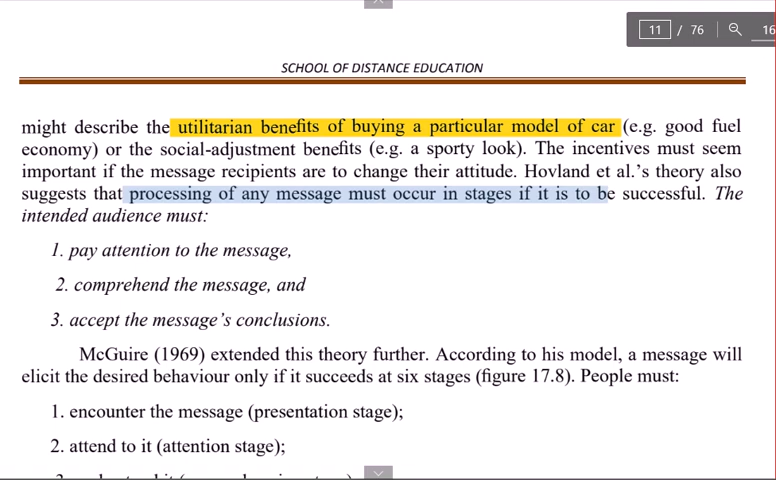 11 / 76 16
SCHOOL OF DISTANCE EDUCATION
might describe the utilitarian benefits of buying a particular model of car (e.g. good fuel
economy) or the social-adjustment benefits (e.g. a sporty look). The incentives must seem
important if the message recipients are to change their attitude. Hovland et al.'s theory also
suggests that processing of any message must occur in stages if it is to be successful. The
intended audience must:
1. pay attention to the message,
2. comprehend the message, and
3. accept the message's conclusions.
McGuire (1969) extended this theory further. According to his model, a message will
elicit the desired behaviour only if it succeeds at six stages (figure 17.8). People must:
1. encounter the message (presentation stage);
2. attend to it (attention stage);